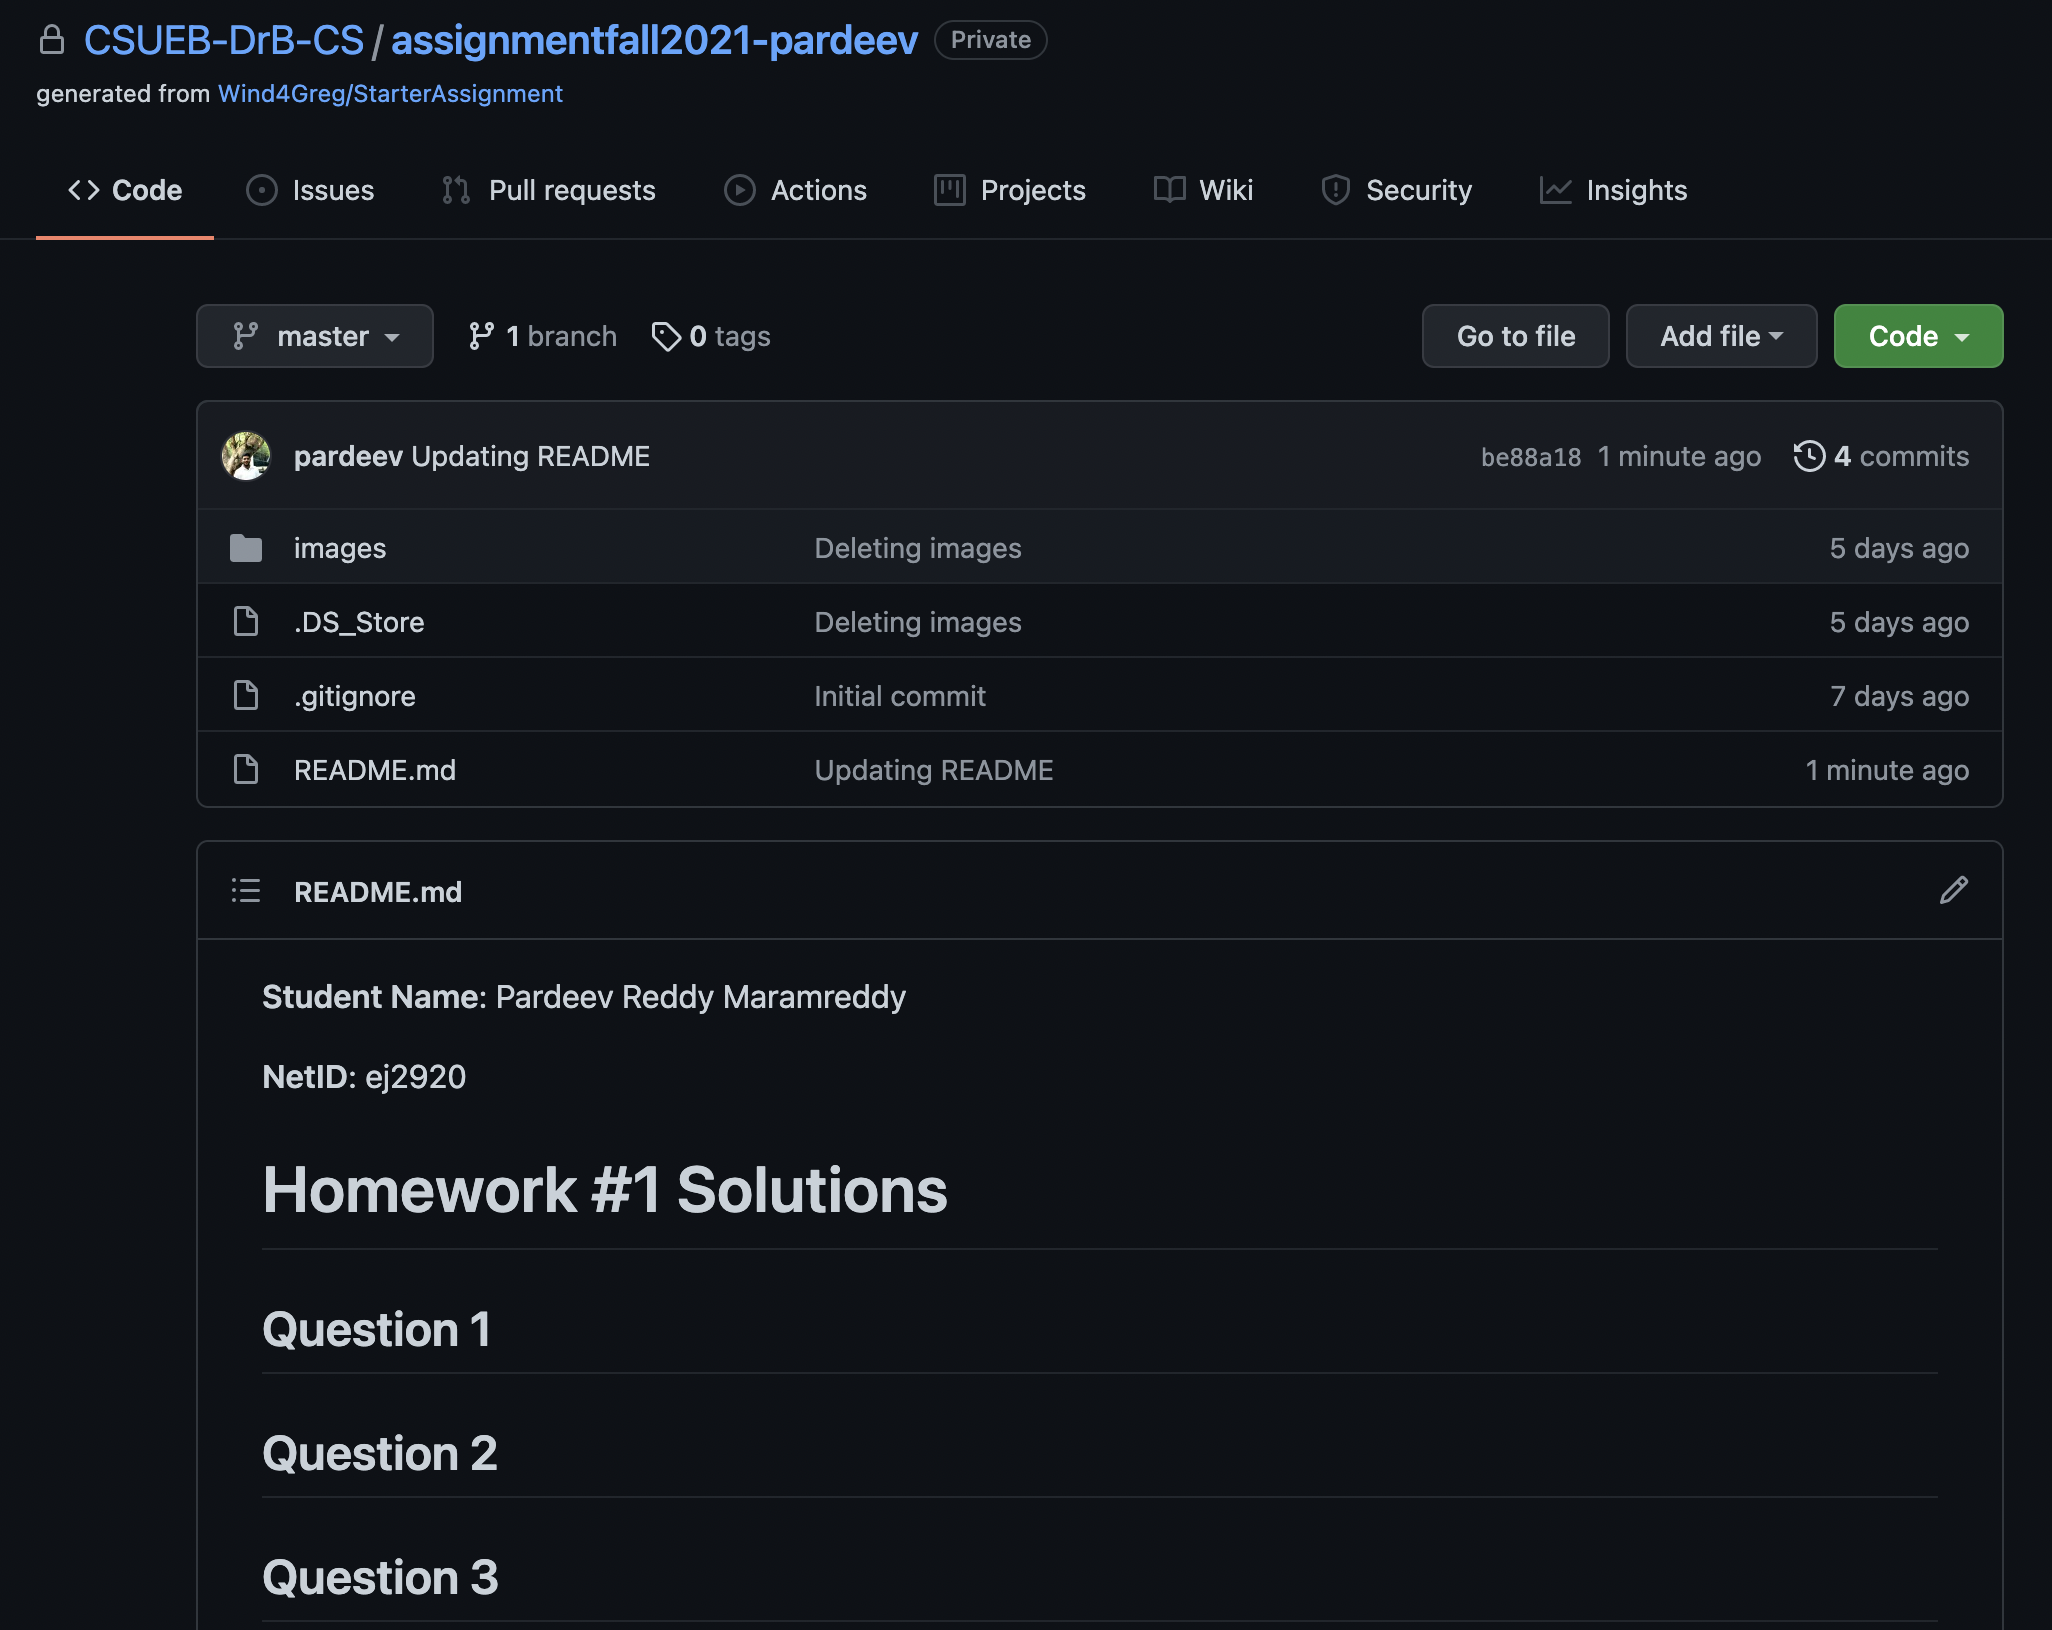 CSUEB-DrB-CS / assignmentfall2021-pardeev Private
generated from Wind4Greg/StarterAssignment
Code Issues Pull requests Actions Projects Wiki Security Insights
master 1 branch 0 tags Go to file Add file Code
pardeev Updating README be88a18 1 minute ago 4 commits
images Deleting images 5 days ago
.DS_Store Deleting images 5 days ago
.gitignore Initial commit 7 days ago
README.md Updating README 1 minute ago
README.md
Student Name: Pardeev Reddy Maramreddy
NetID: ej2920
Homework #1 Solutions
Question 1
Question 2
Question 3